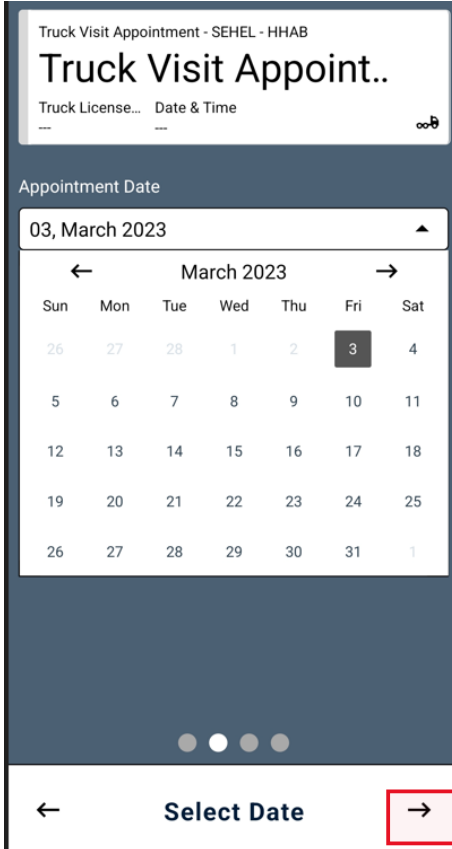 Truck Visit Appointment - SEHEL - HHAB
Truck Visit Appoint..
Truck License... Date & Time
--- ---
Appointment Date
03, March 2023
← March 2023 →
Sun Mon Tue Wed Thu Fri Sat
26 27 28 1 2 3 4
5 6 7 8 9 10 11
12 13 14 15 16 17 18
19 20 21 22 23 24 25
26 27 28 29 30 31 1
← Select Date →